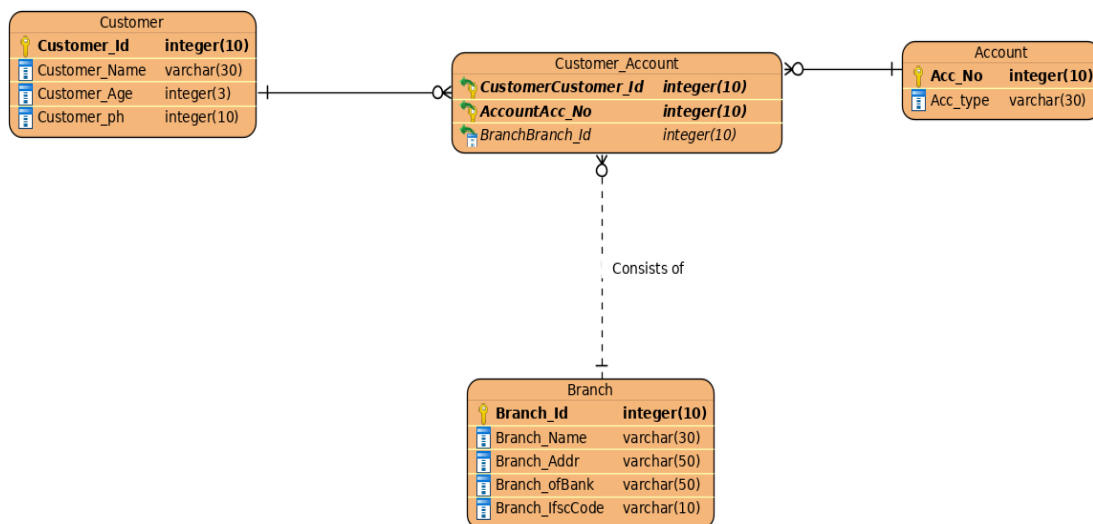 Customer
Customer_Id integer(10)
Customer_Name varchar(30)
Customer_Age integer(3)
Customer_ph integer(10)
Customer_Account
CustomerCustomer_Id integer(10)
AccountAcc_No integer(10)
BranchBranch_Id integer(10)
Account
Acc_No integer(10)
Acc_type varchar(30)
Consists of
Branch
Branch_Id integer(10)
Branch_Name varchar(30)
Branch_Addr varchar(50)
Branch_ofBank varchar(50)
Branch_IfscCode varchar(10)